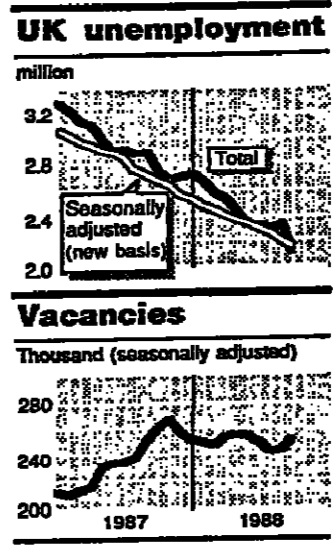 UK unemployment
million
3.2
2.8
2.4
2.0
Total
Seasonally
adjusted
(new basis)
Vacancies
Thousand (seasonally adjusted)
280
240
200
1987
1988